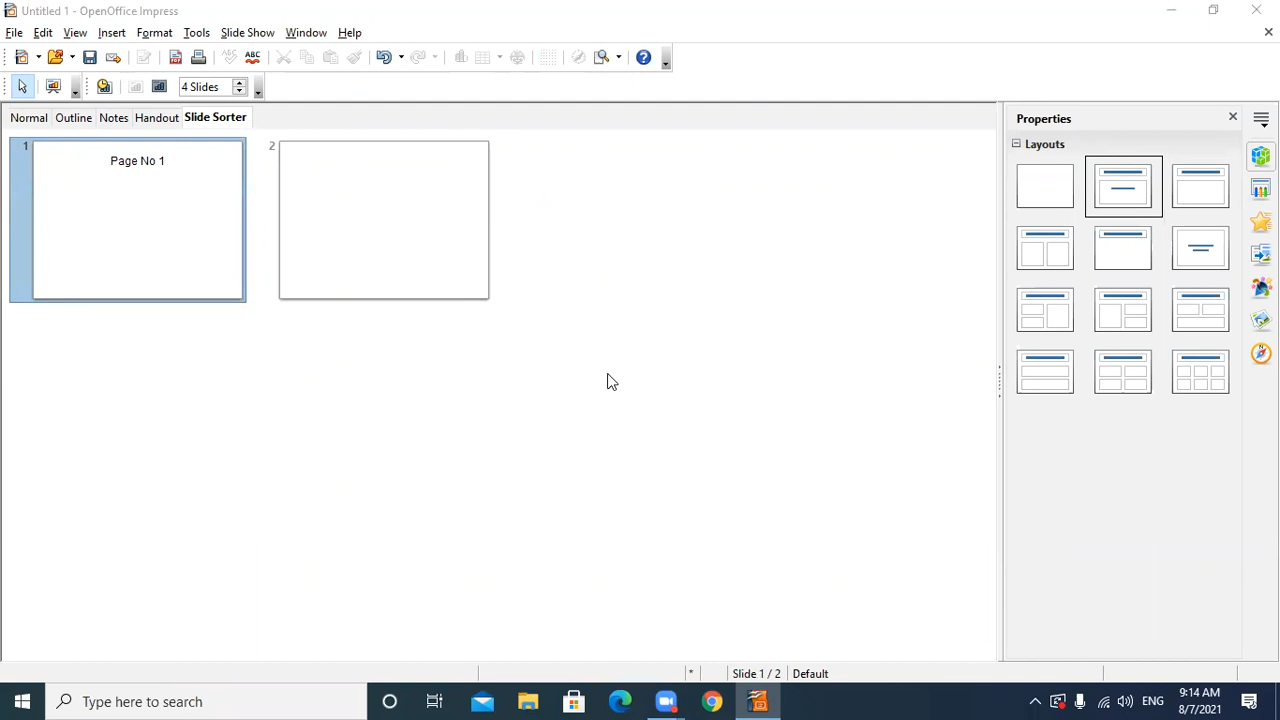 Untitled 1 - OpenOffice Impress
File Edit View Insert Format Tools Slide Show Window Help
4 Slides
Normal Outline Notes Handout Slide Sorter
Properties
Layouts
1
Page No 1
2
* Slide 1 / 2 Default
Type here to search
ENG
9:14 AM
8/7/2021